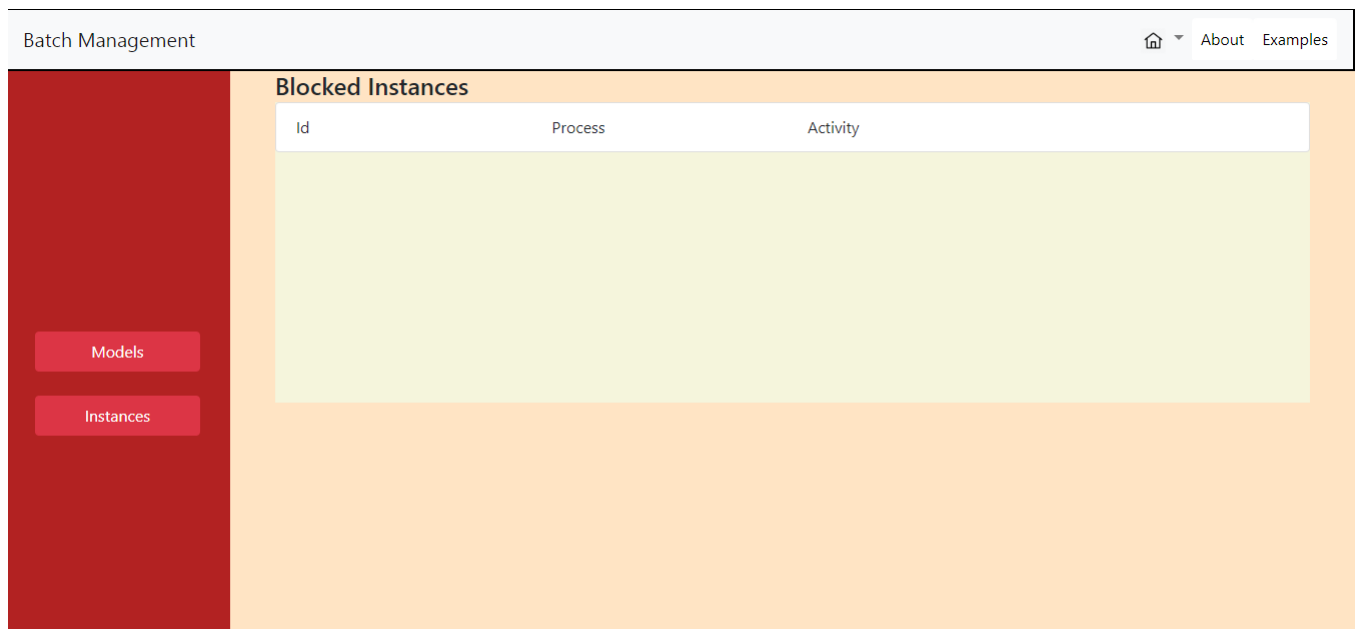 Batch Management About Examples
Blocked Instances
Id Process Activity
Models
Instances